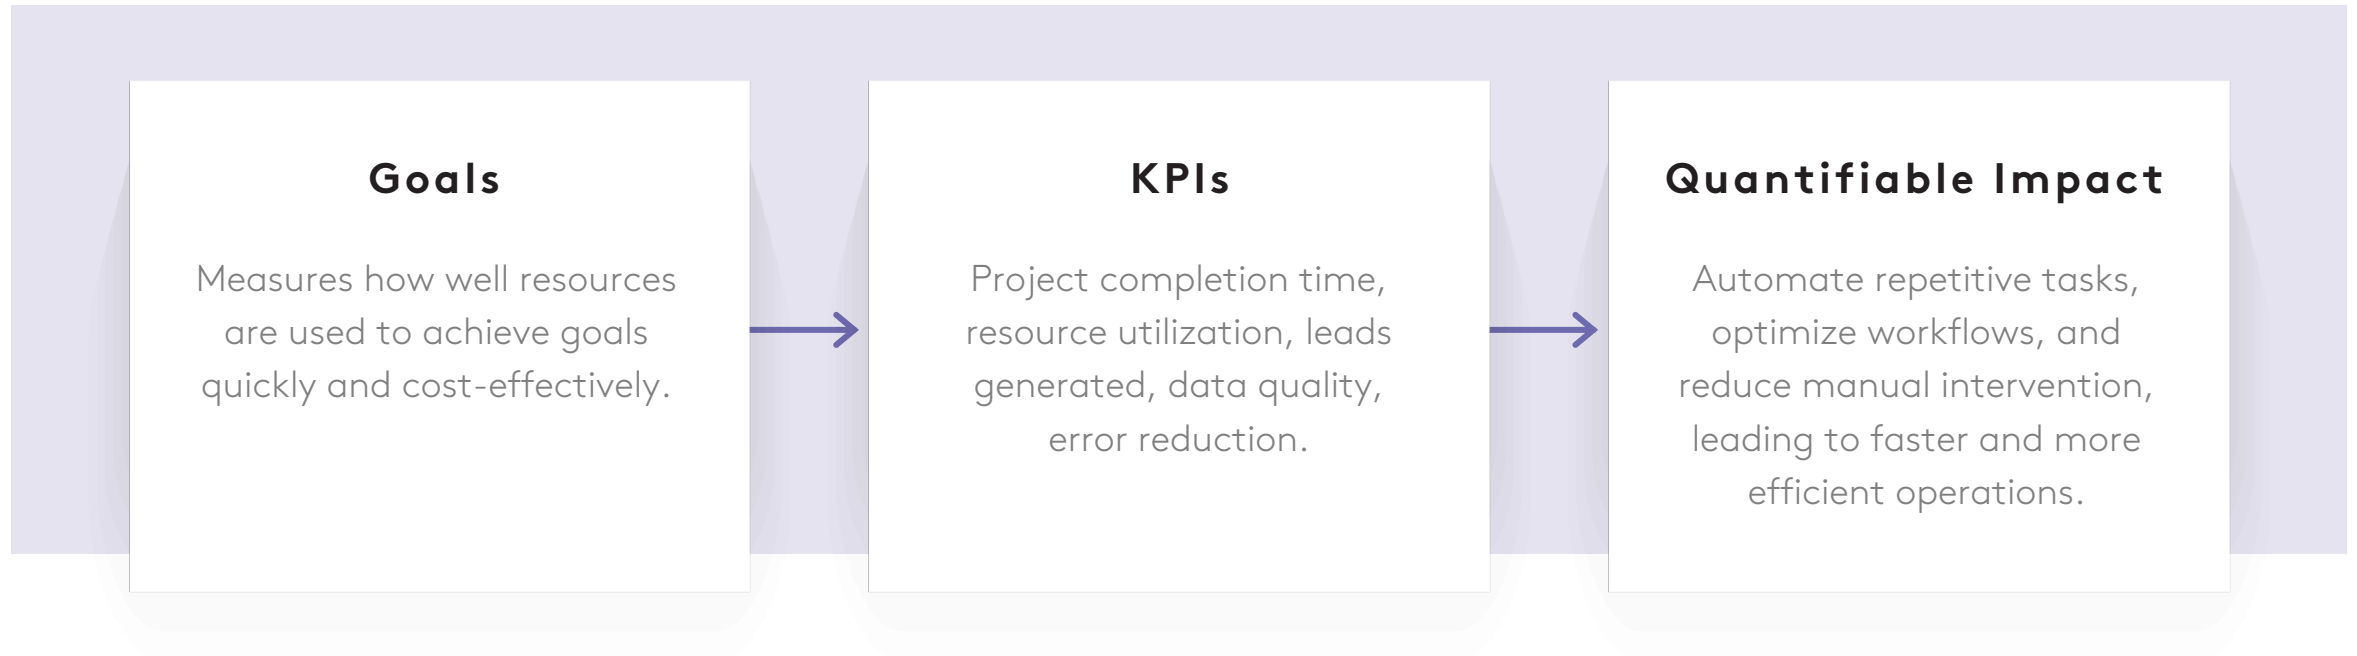 Goals
Measures how well resources
are used to achieve goals
quickly and cost-effectively.
KPIs
Project completion time,
resource utilization, leads
generated, data quality,
error reduction.
Quantifiable Impact
Automate repetitive tasks,
optimize workflows, and
reduce manual intervention,
leading to faster and more
efficient operations.